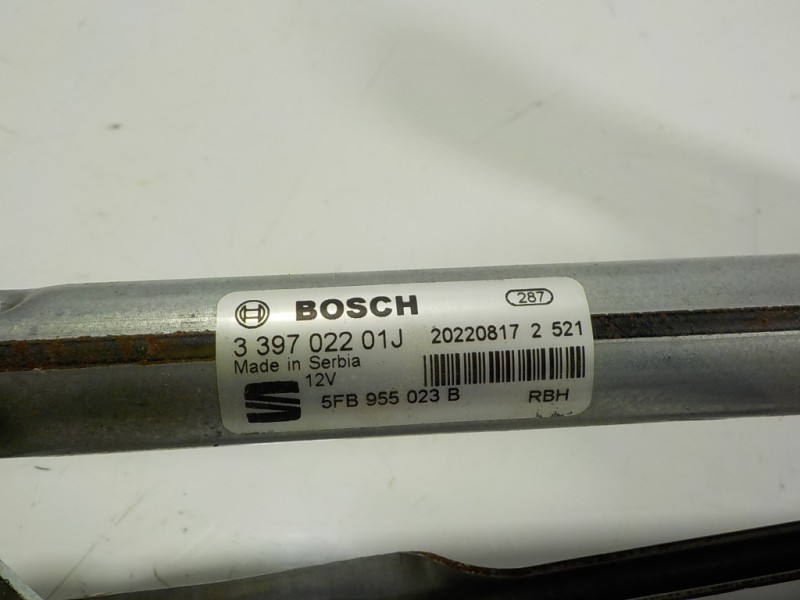 BOSCH 287
3 397 022 01J 20220817 2 521
Made in Serbia
12V
5FB 955 023 B RBH